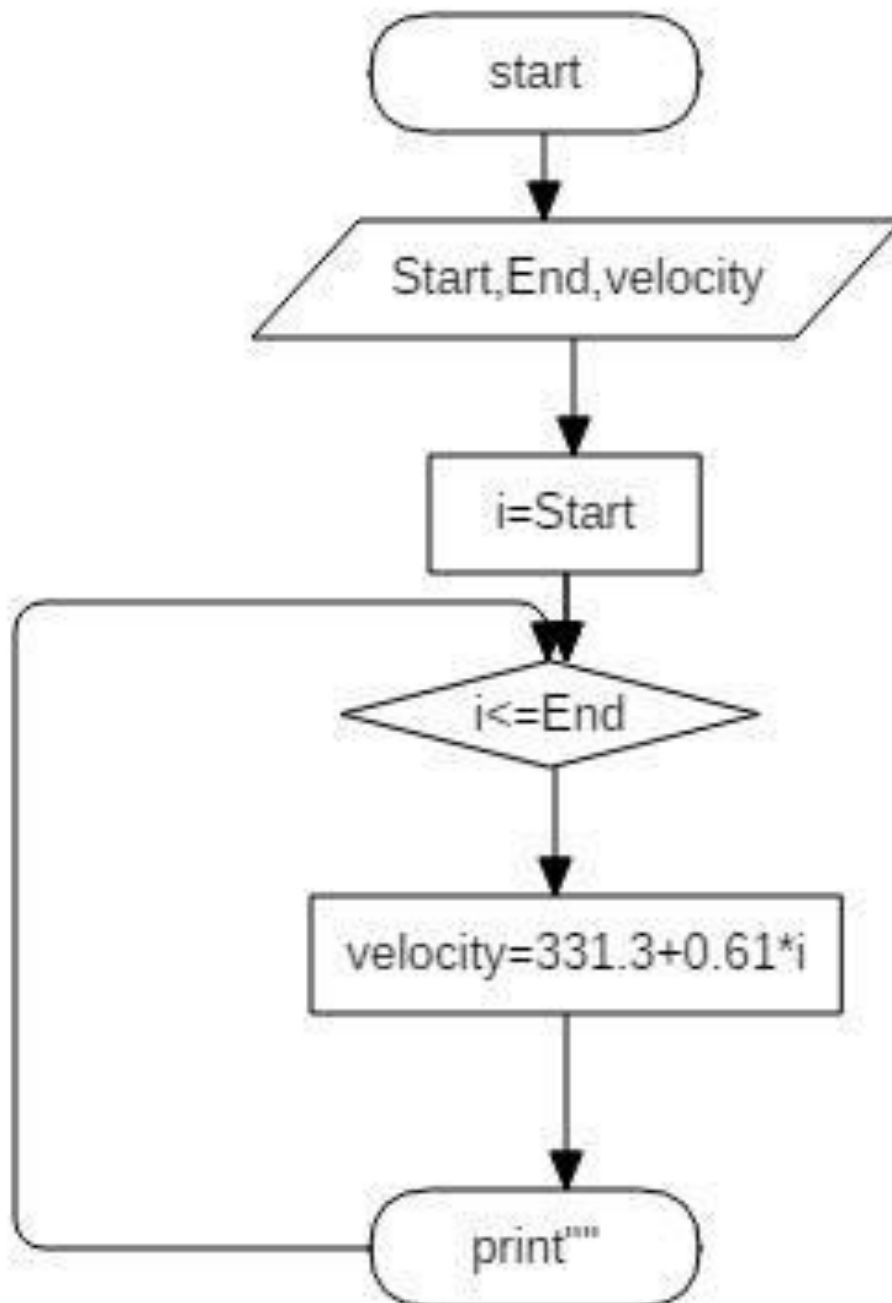 start
Start,End,velocity
i=Start
i<=End
velocity=331.3+0.61*i
print""